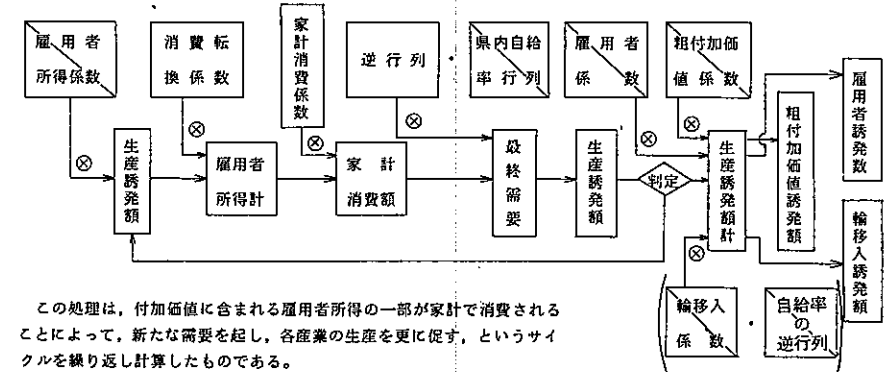 雇用者
所得係数
消費転
換係数
家計消費係数
逆行列
・
県内自給
率行列
雇用者
係数
粗付加価
値係数
雇用者誘発数
⊗
⊗
⊗
⊗
⊗
⊗
生産誘発額
雇用者
所得計
家計
消費額
最終需要
生産誘発額
判定
生産誘発額計
粗付加価値誘発額
輸移入誘発額
⊗
輸移入
係数
・
自給率
の
逆行列
この処理は，付加価値に含まれる雇用者所得の一部が家計で消費される
ことによって，新たな需要を起し，各産業の生産を更に促す，というサイ
クルを繰り返し計算したものである。